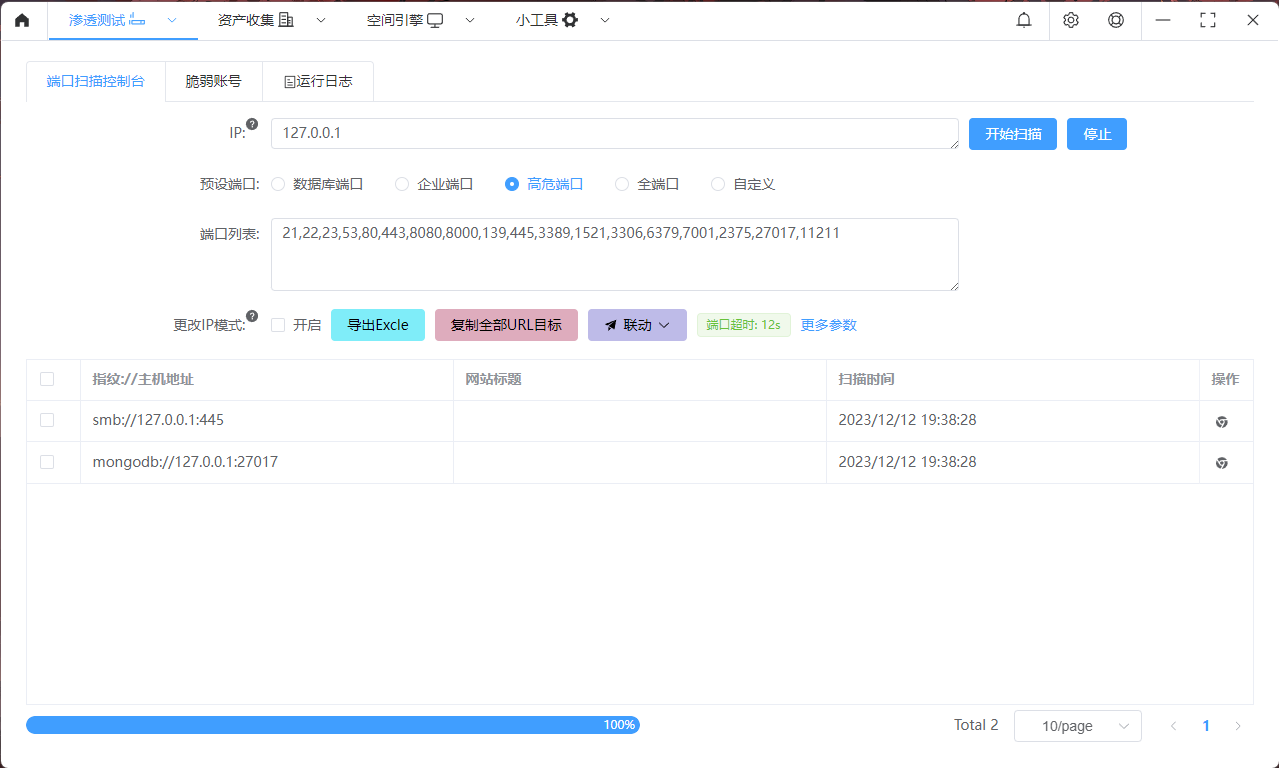 渗透测试 资产收集 空间引擎 小工具
端口扫描控制台 脆弱账号 运行日志
IP: 127.0.0.1 开始扫描 停止
预设端口: 数据库端口 企业端口 高危端口 全端口 自定义
端口列表: 21,22,23,53,80,443,8080,8000,139,445,3389,1521,3306,6379,7001,2375,27017,11211
更改IP模式: 开启 导出Excle 复制全部URL目标 联动 端口超时: 12s 更多参数
指纹://主机地址 网站标题 扫描时间 操作
smb://127.0.0.1:445 2023/12/12 19:38:28
mongodb://127.0.0.1:27017 2023/12/12 19:38:28
100% Total 2 10/page 1